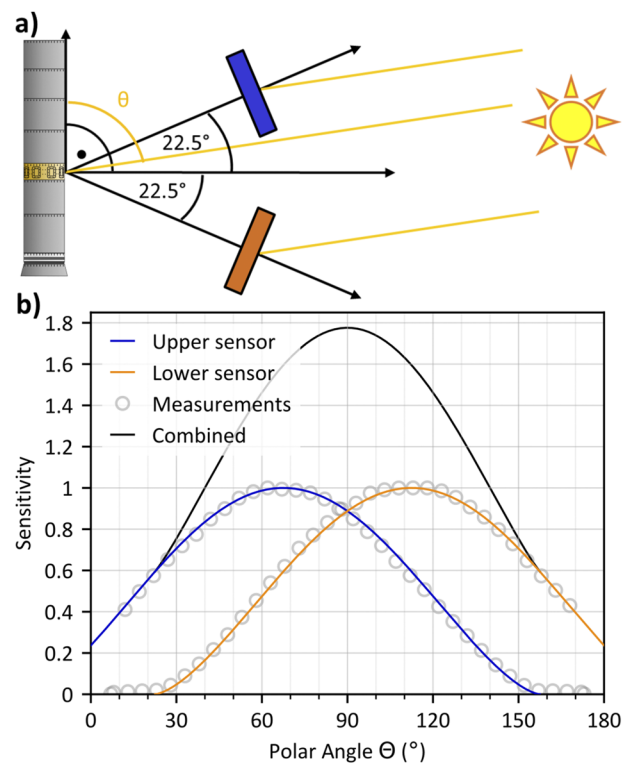 a)
θ
22.5°
22.5°
b)
1.8
1.6
1.4
1.2
1
0.8
0.6
0.4
0.2
0
Sensitivity
Upper sensor
Lower sensor
Measurements
Combined
0 30 60 90 120 150 180
Polar Angle Θ (°)